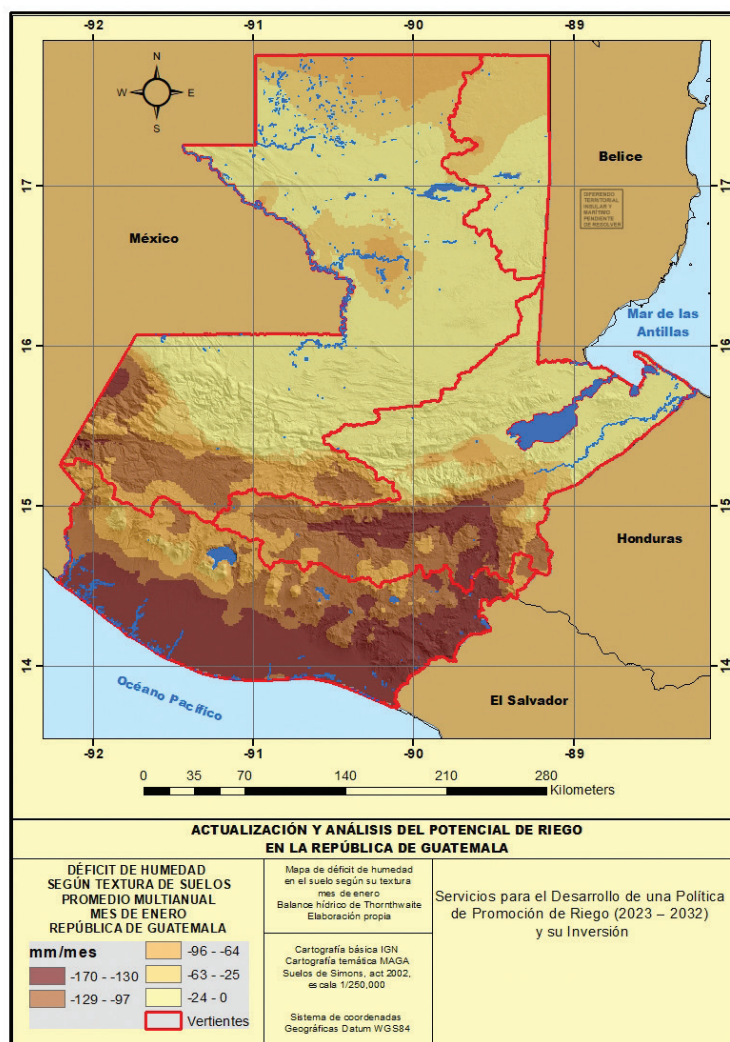 -92
-91
-90
-89
N
W
E
S
17
17
Belice
DIFERENDO
TERRITORIAL
INSULAR Y
MARÍTIMO
PENDIENTE
DE RESOLVER
México
Mar de las
Antillas
16
16
15
15
Honduras
14
14
Océano Pacífico
El Salvador
-92
-91
-90
-89
0 35 70 140 210 280
Kilometers
ACTUALIZACIÓN Y ANÁLISIS DEL POTENCIAL DE RIEGO
EN LA REPÚBLICA DE GUATEMALA
DÉFICIT DE HUMEDAD
SEGÚN TEXTURA DE SUELOS
PROMEDIO MULTIANUAL
MES DE ENERO
REPÚBLICA DE GUATEMALA
mm/mes
-170 - -130
-129 - -97
-96 - -64
-63 - -25
-24 - 0
Vertientes
Mapa de déficit de humedad
en el suelo según su textura
mes de enero
Balance hídrico de Thornthwaite
Elaboración propia
Cartografía básica IGN
Cartografía temática MAGA
Suelos de Simons, act 2002,
escala 1/250,000
Sistema de coordenadas
Geográficas Datum WGS84
Servicios para el Desarrollo de una Política
de Promoción de Riego (2023 – 2032)
y su Inversión